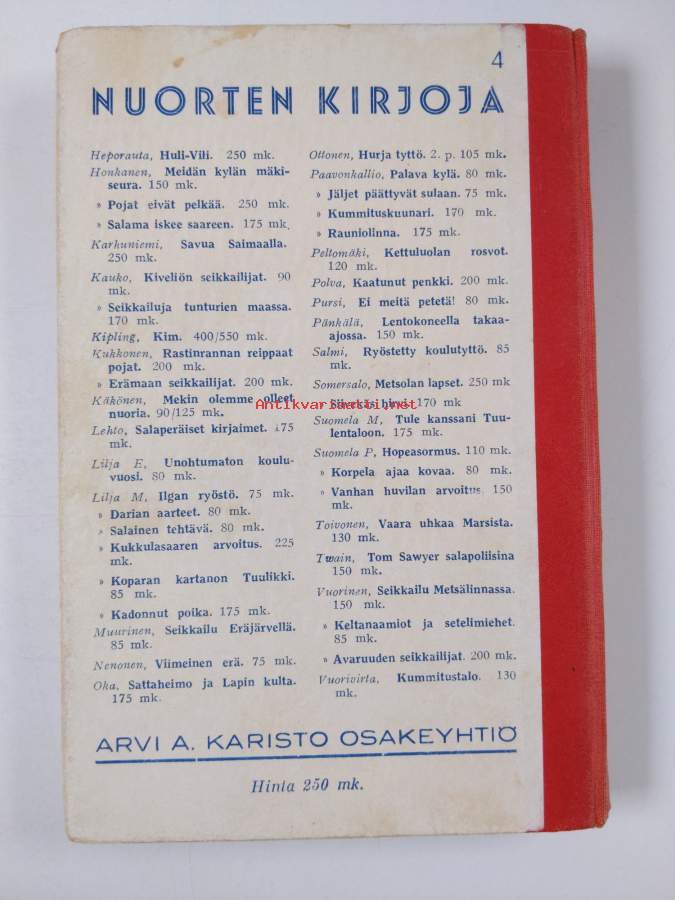 4
NUORTEN KIRJOJA
Heporauta, Huli-Vili. 250 mk.
Honkanen, Meidän kylän mäki-
seura. 150 mk.
» Pojat eivät pelkää. 250 mk.
» Salama iskee saareen. 175 mk.
Karhuniemi, Savua Saimaalla.
250 mk.
Kauko, Kiveliön seikkailijat. 90
mk.
» Seikkailuja tunturien maassa.
170 mk.
Kipling, Kim. 400/550 mk.
Kukkonen, Rastinrannan reippaat
pojat. 200 mk.
» Erämaan seikkailijat. 200 mk.
Käkönen, Mekin olemme olleet
nuoria. 90/125 mk.
Lehto, Salaperäiset kirjaimet. 175
mk.
Lilja E, Unohtumaton koulu-
vuosi. 80 mk.
Lilja M, Ilgan ryöstö. 75 mk.
» Darian aarteet. 80 mk.
» Salainen tehtävä. 80 mk.
» Kukkulasaaren arvoitus. 225
mk.
» Koparan kartanon Tuulikki.
85 mk.
» Kadonnut poika. 175 mk.
Muurinen, Seikkailu Eräjärvellä.
85 mk.
Nenonen, Viimeinen erä. 75 mk.
Oka, Sattaheimo ja Lapin kulta.
175 mk.
Ottonen, Hurja tyttö. 2. p. 105 mk.
Paavonkallio, Palava kylä. 80 mk.
» Jäljet päättyvät sulaan. 75 mk.
» Kummituskuunari. 170 mk.
» Rauniolinna. 175 mk.
Peltomäki, Kettuluolan rosvot.
120 mk.
Polva, Kaatunut penkki. 200 mk.
Pursi, Ei meitä petetä! 80 mk.
Pänkälä, Lentokoneella takaa-
ajossa. 150 mk.
Salmi, Ryöstetty koulutyttö. 85
mk.
Somersalo, Metsolan lapset. 250 mk
hirvi. 170 mk
Suomela M, Tule kanssani Tuu-
lentaloon. 175 mk.
Suomela P, Hopeasormus. 110 mk.
» Korpela ajaa kovaa. 80 mk.
» Vanhan huvilan arvoitus. 150
mk.
Toivonen, Vaara uhkaa Marsista.
130 mk.
Twain, Tom Sawyer salapoliisina
150 mk.
Vuorinen, Seikkailu Metsälinnassa.
150 mk.
» Keltanaamiot ja setelimiehet.
85 mk.
» Avaruuden seikkailijat. 200 mk.
Vuorivirta, Kummitustalo. 130
mk.
Antikvariaatti.net
ARVI A. KARISTO OSAKEYHTIÖ
Hinta 250 mk.